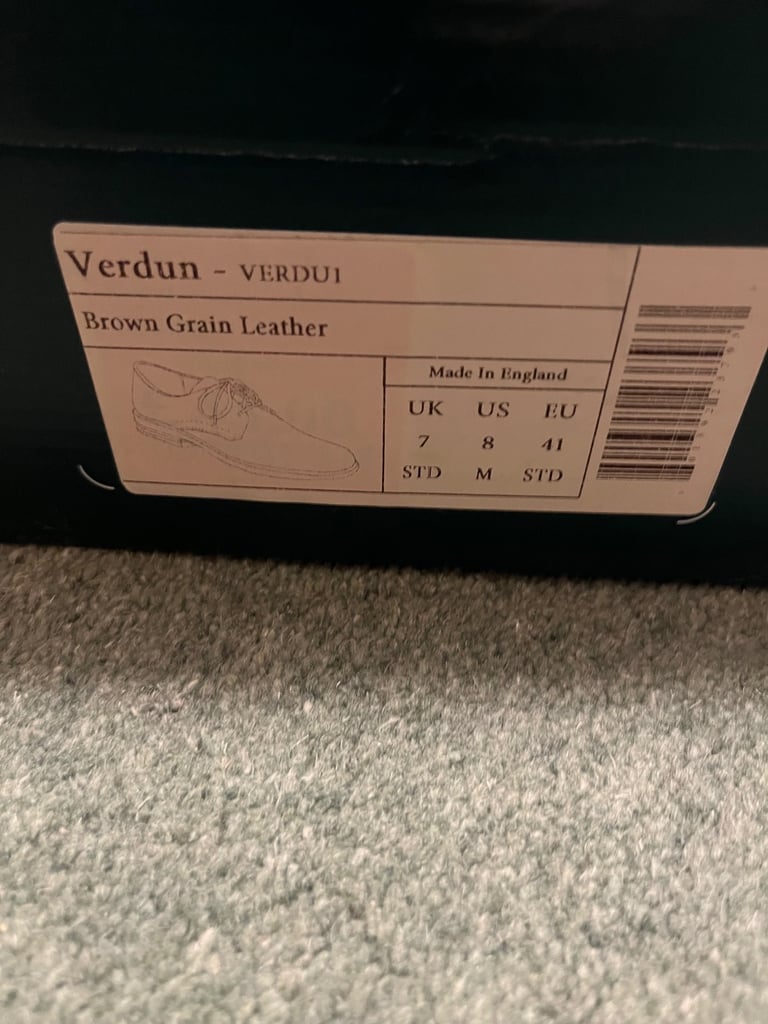 Verdun - VERDU1
Brown Grain Leather
Made In England
UK US EU
7 8 41
STD M STD